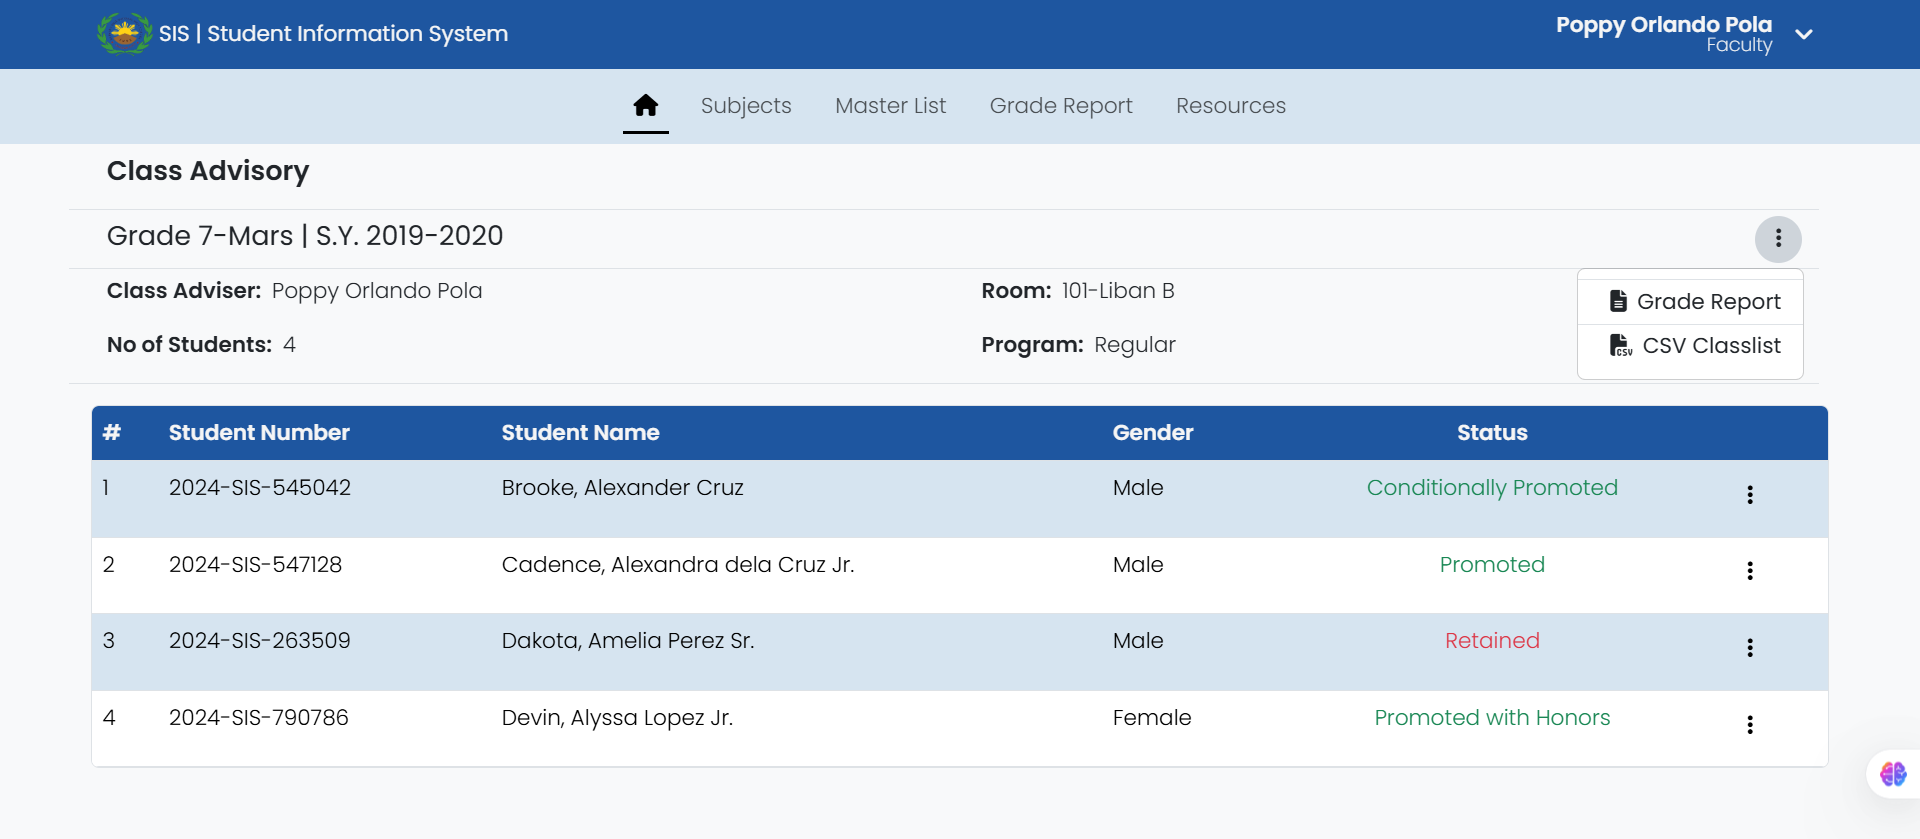 SIS | Student Information System
Poppy Orlando Pola
Faculty
Subjects Master List Grade Report Resources
Class Advisory
Grade 7-Mars | S.Y. 2019-2020
Class Adviser: Poppy Orlando Pola Room: 101-Liban B
Grade Report
No of Students: 4 Program: Regular
CSV CSV Classlist
# Student Number Student Name Gender Status
1 2024-SIS-545042 Brooke, Alexander Cruz Male Conditionally Promoted
2 2024-SIS-547128 Cadence, Alexandra dela Cruz Jr. Male Promoted
3 2024-SIS-263509 Dakota, Amelia Perez Sr. Male Retained
4 2024-SIS-790786 Devin, Alyssa Lopez Jr. Female Promoted with Honors